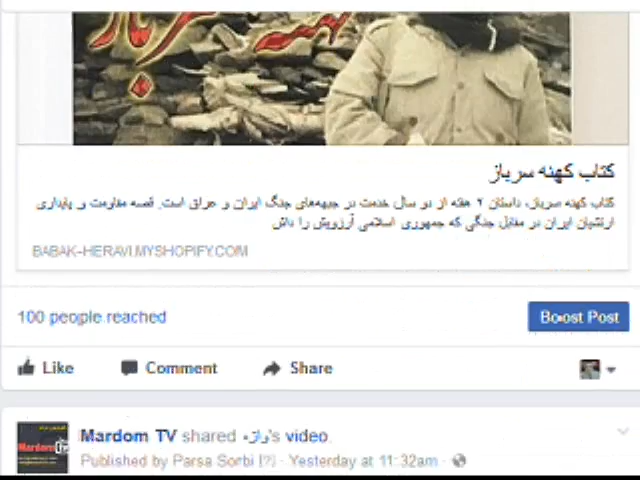 کهنه سرباز
کتاب کهنه سرباز
کتاب کهنه سرباز، داستان ۲ هفته از دو سال خدمت در جبهه‌های جنگ ایران و عراق است. قصه مقاومت و پایداری
ارتشیان ایران در مقابل جنگی که جمهوری اسلامی آرزویش را داش
BABAK-HERAVI.MYSHOPIFY.COM
100 people reached
Boost Post
Like Comment Share
Mardom TV shared واژه's video.
Published by Parsa Sorbi [?] · Yesterday at 11:32am ·